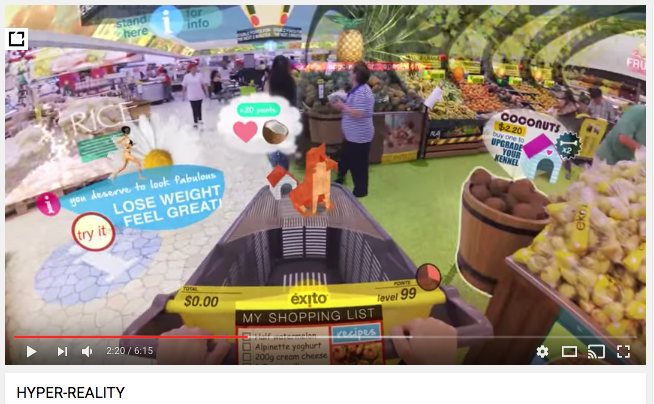 stand here
for info
RICE
+20 points
COCONUTS
$2.20
buy one to
UPGRADE
YOUR
KENNEL
x2
you deserve to look fabulous
LOSE WEIGHT
FEEL GREAT!
try it
TOTAL
$0.00
éxito
POINTS
level 99
MY SHOPPING LIST
Half watermelon
recipes
Alpinette yoghurt
200g cream cheese
2:20 / 6:15
HYPER-REALITY